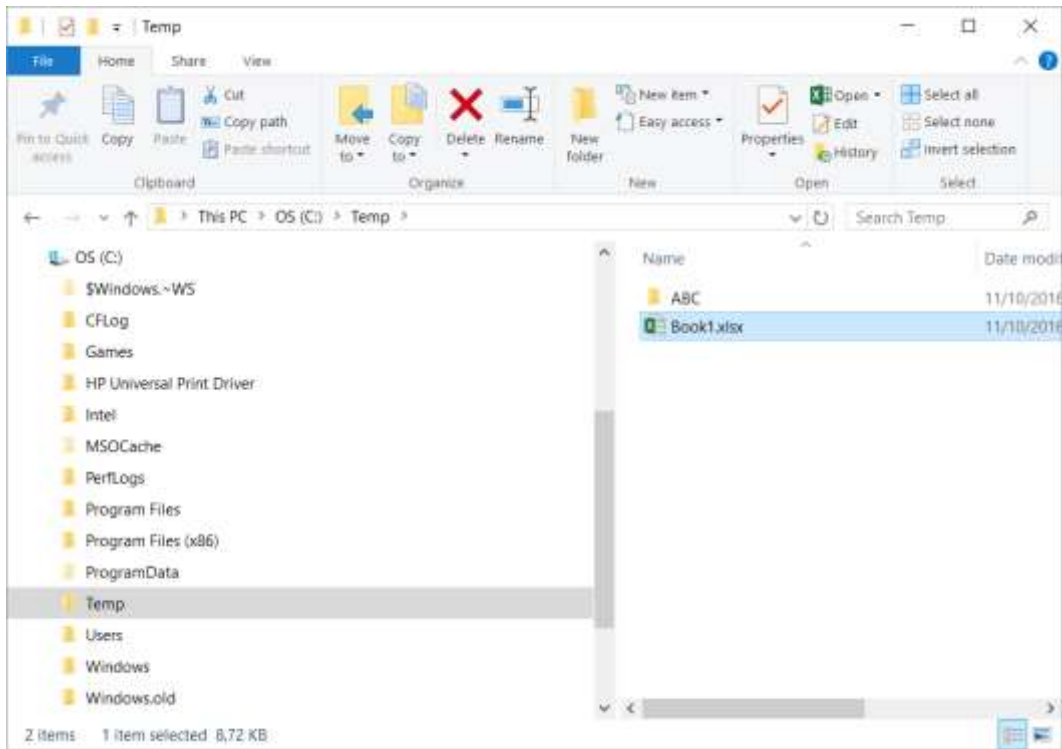 Temp
File Home Share View
Pin to Quick access
Copy
Paste
Cut
Copy path
Paste shortcut
Move to
Copy to
Delete
Rename
New folder
New item
Easy access
Properties
Open
Edit
History
Select all
Select none
Invert selection
Clipboard Organize New Open Select
This PC > OS (C:) > Temp >
Search Temp
OS (C:)
$Windows.~WS
CFLog
Games
HP Universal Print Driver
Intel
MSOCache
PerfLogs
Program Files
Program Files (x86)
ProgramData
Temp
Users
Windows
Windows.old
Name Date modif
ABC 11/10/2016
Book1.xlsx 11/10/2016
2 items 1 item selected 8,72 KB